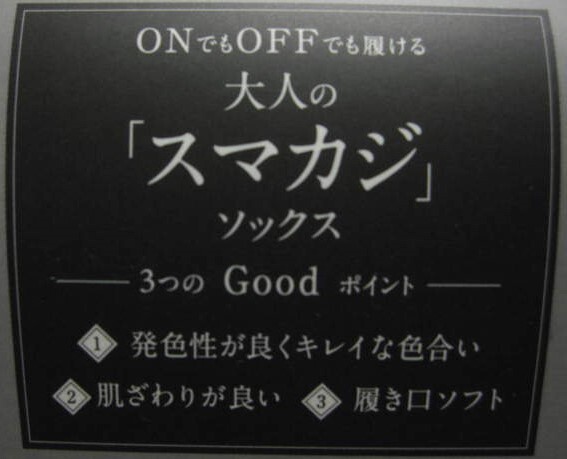 ONでもOFFでも履ける
大人の
「スマカジ」
ソックス
3つの Good ポイント
1 発色性が良くキレイな色合い
2 肌ざわりが良い 3 履き口ソフト